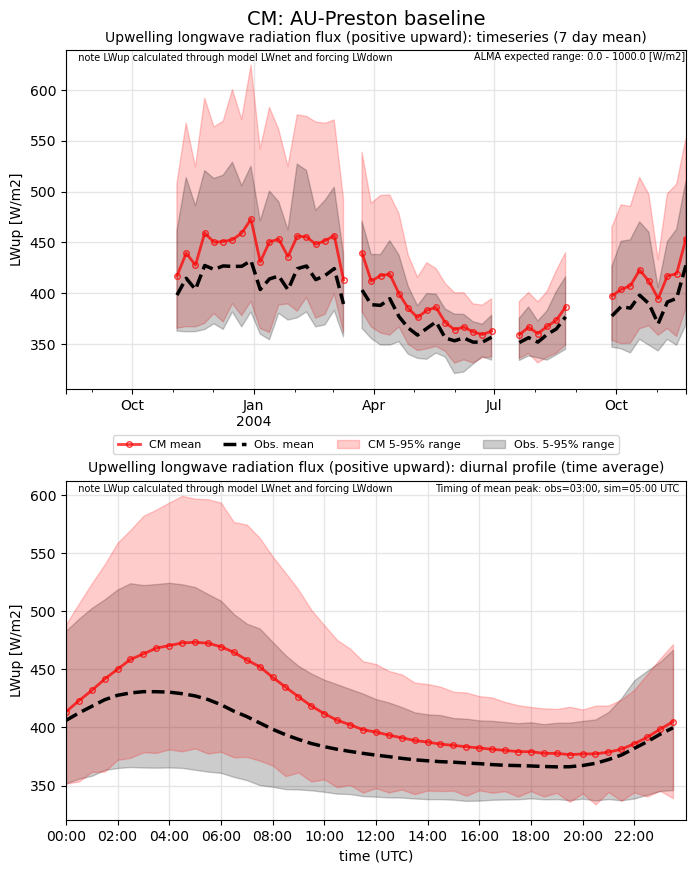 CM: AU-Preston baseline
Upwelling longwave radiation flux (positive upward): timeseries (7 day mean)
note LWup calculated through model LWnet and forcing LWdown
ALMA expected range: 0.0 - 1000.0 [W/m2]
600
550
500
450
400
350
LWup [W/m2]
Oct
Jan
2004
Apr
Jul
Oct
CM mean
Obs. mean
CM 5-95% range
Obs. 5-95% range
Upwelling longwave radiation flux (positive upward): diurnal profile (time average)
note LWup calculated through model LWnet and forcing LWdown
Timing of mean peak: obs=03:00, sim=05:00 UTC
600
550
500
450
400
350
LWup [W/m2]
00:00
02:00
04:00
06:00
08:00
10:00
12:00
14:00
16:00
18:00
20:00
22:00
time (UTC)